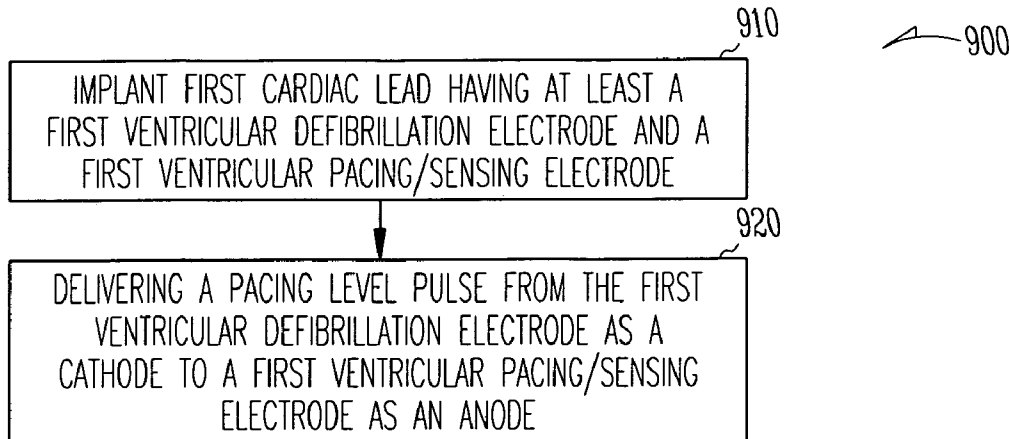 910
900
IMPLANT FIRST CARDIAC LEAD HAVING AT LEAST A
FIRST VENTRICULAR DEFIBRILLATION ELECTRODE AND A
FIRST VENTRICULAR PACING/SENSING ELECTRODE
920
DELIVERING A PACING LEVEL PULSE FROM THE FIRST
VENTRICULAR DEFIBRILLATION ELECTRODE AS A
CATHODE TO A FIRST VENTRICULAR PACING/SENSING
ELECTRODE AS AN ANODE